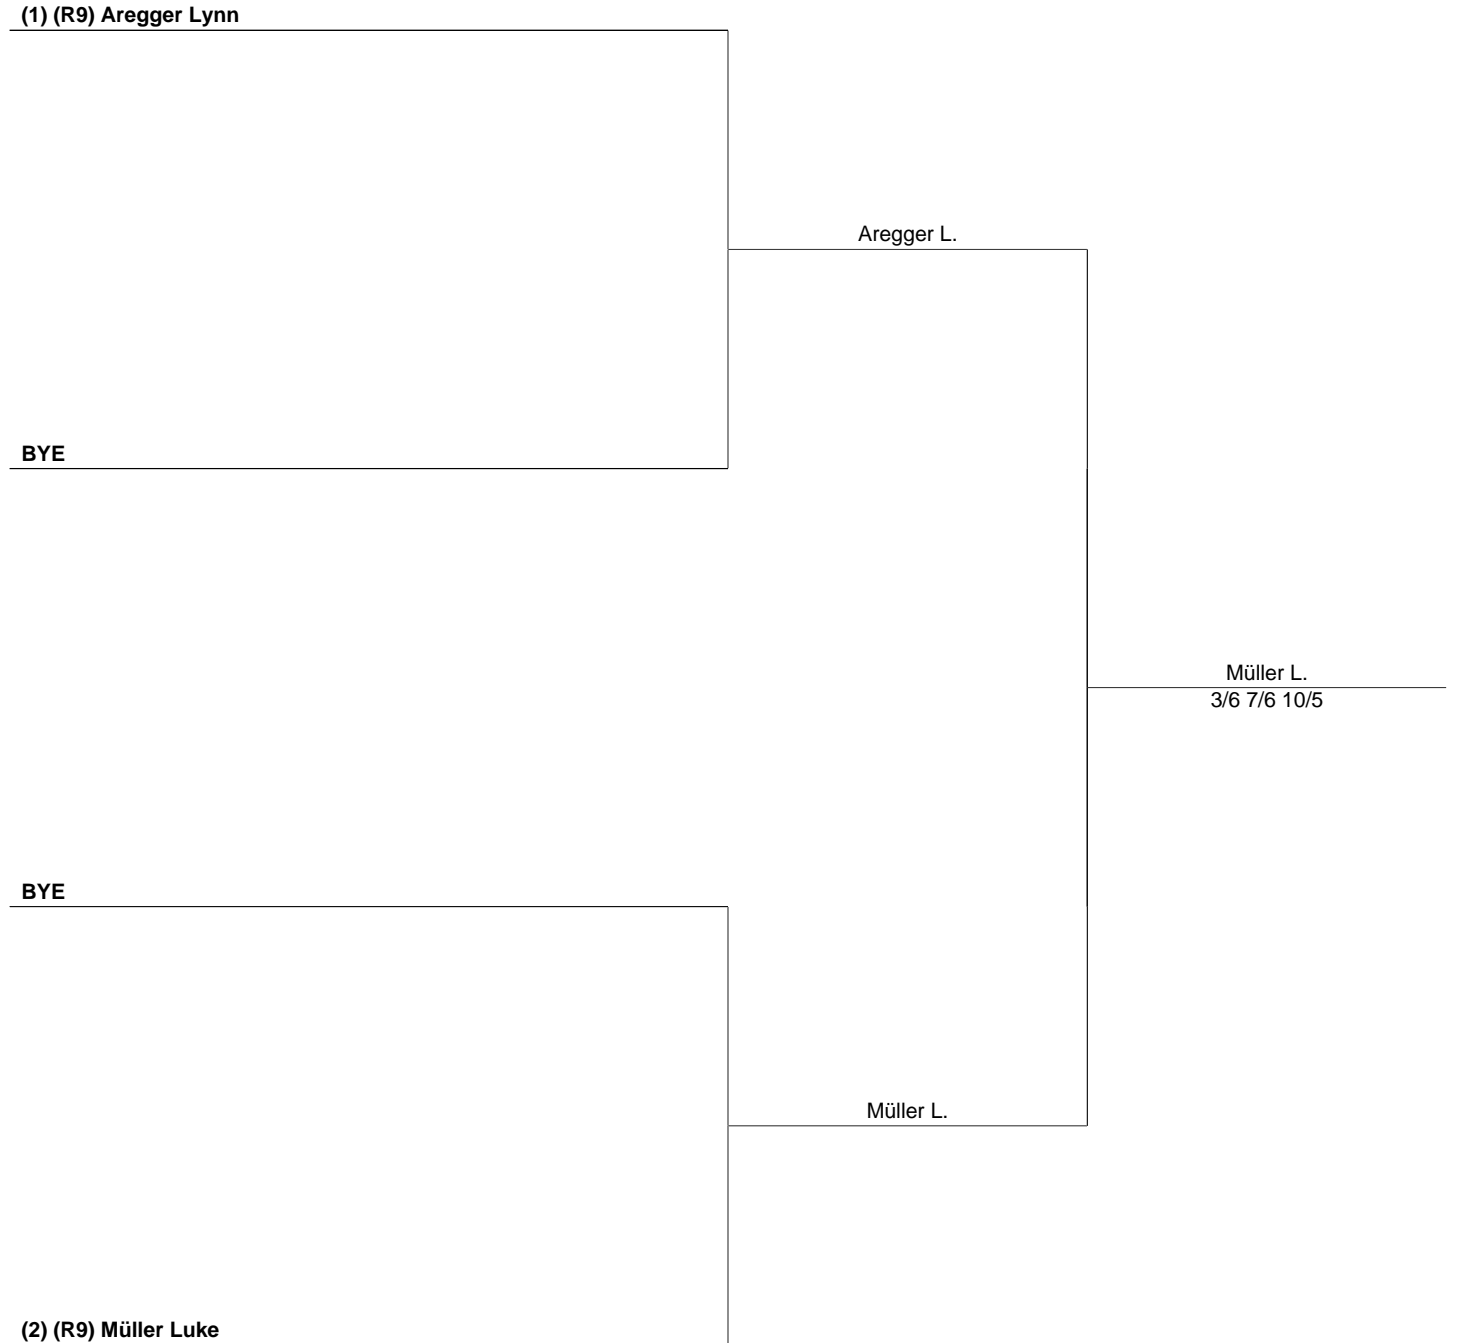 (1) (R9) Aregger Lynn
Aregger L.
BYE
Müller L.
3/6 7/6 10/5
BYE
Müller L.
(2) (R9) Müller Luke